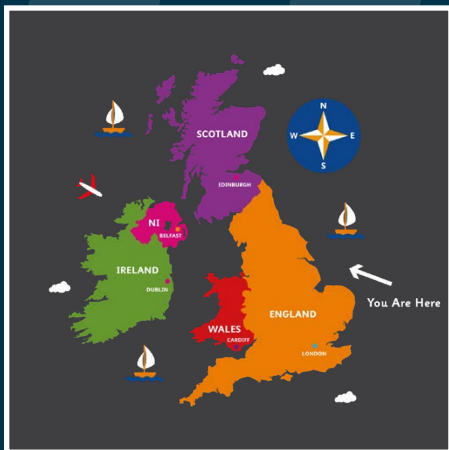 N
W E
S
SCOTLAND
EDINBURGH
NI
BELFAST
IRELAND
DUBLIN
You Are Here
ENGLAND
WALES
CARDIFF
LONDON